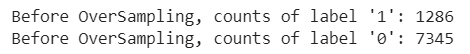 Before OverSampling, counts of label '1': 1286
Before OverSampling, counts of label '0': 7345